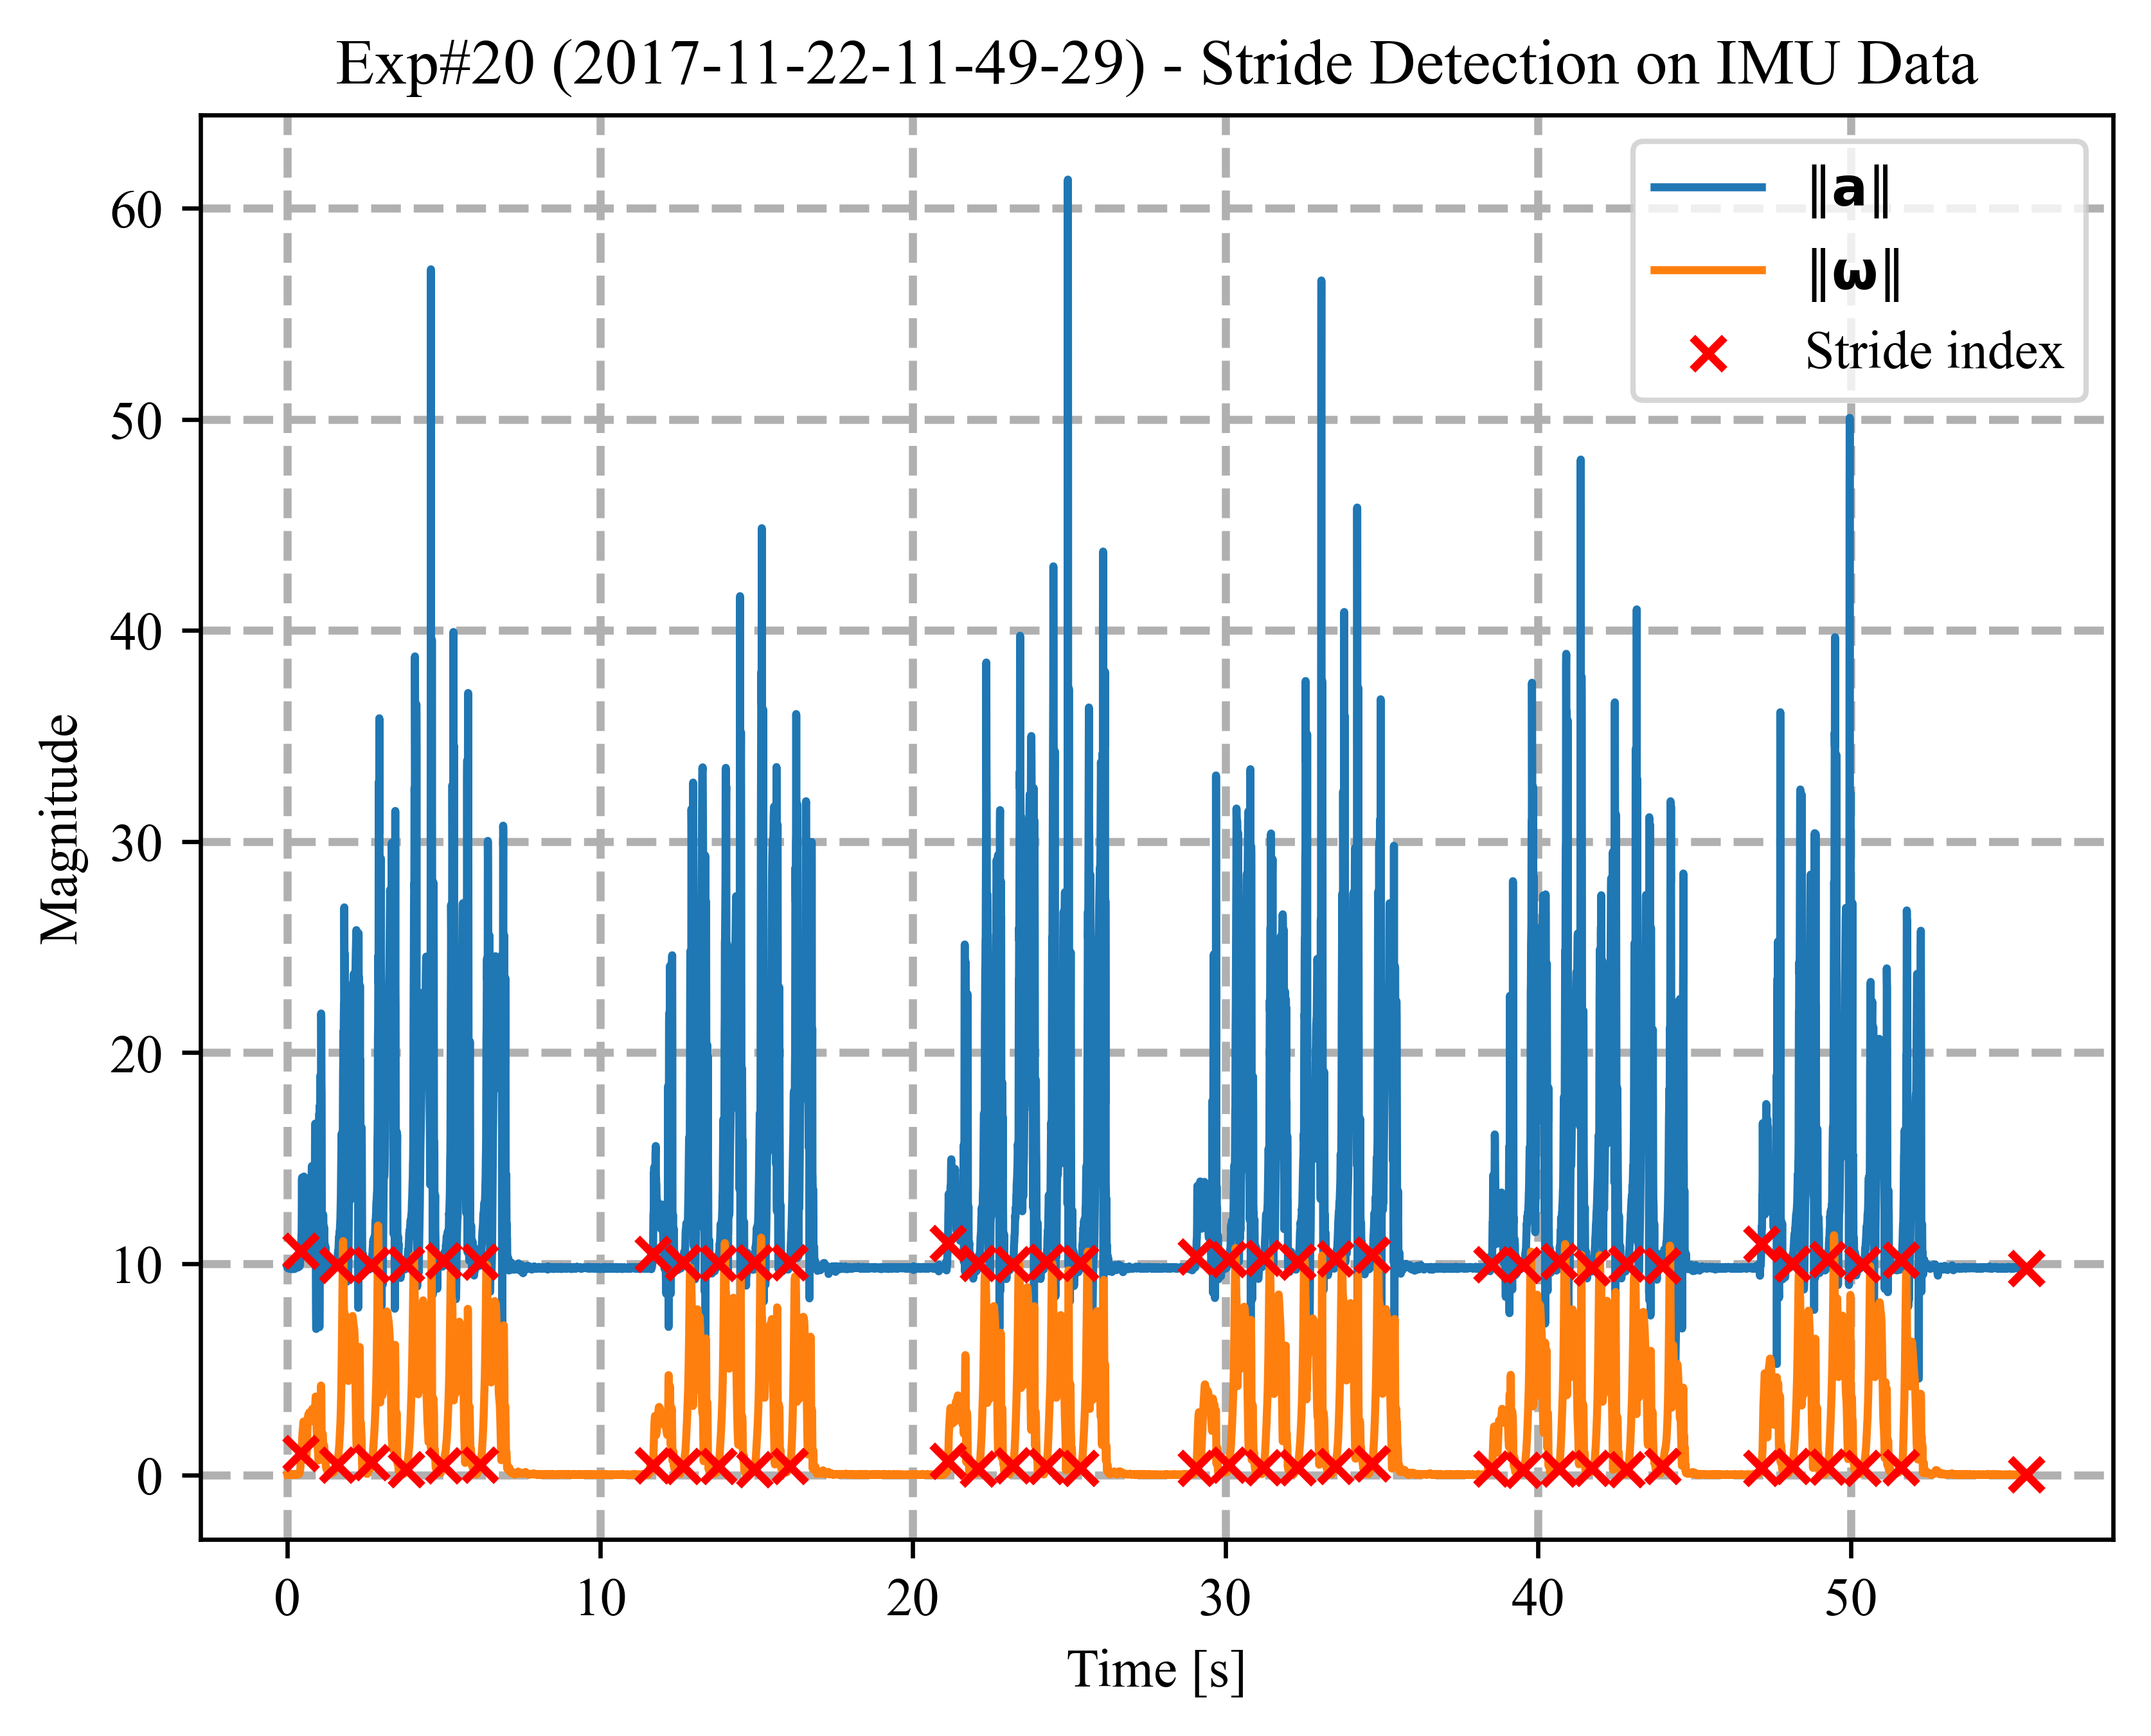 Exp#20 (2017-11-22-11-49-29) - Stride Detection on IMU Data
‖a‖
‖ω‖
Stride index
Magnitude
60
50
40
30
20
10
0
0 10 20 30 40 50
Time [s]